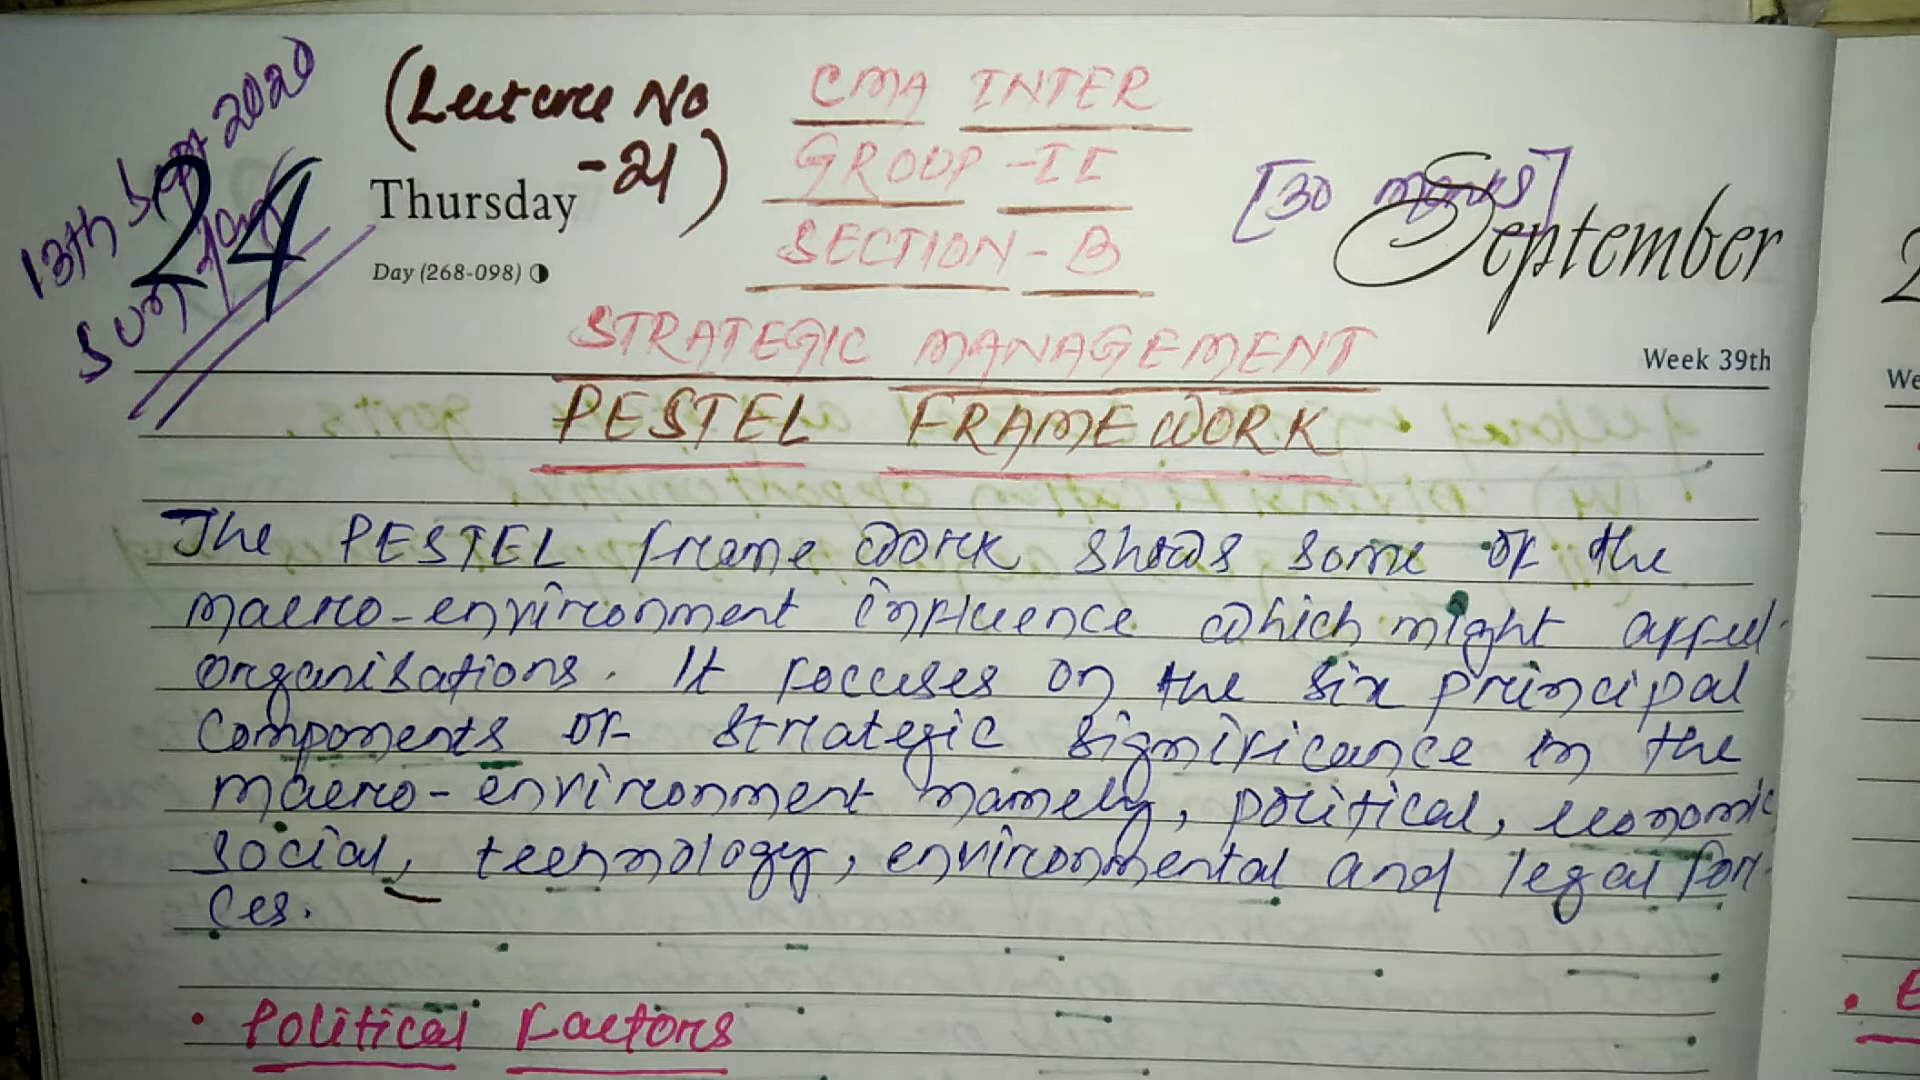 13th Sept 2020
Sunday
24
Thursday
Day (268-098)
(Lecture No
-21)
CMA INTER
GROUP -II
SECTION - B
[30 marks]
September
Week 39th
STRATEGIC MANAGEMENT
PESTEL FRAMEWORK
The PESTEL frame work shows some of the
macro-environment influence which might affect
organisations. It focuses on the six principal
components of strategic significance in the
macro-environment namely, political, economic
social, technology, environmental and legal for-
ces.
• Political Factors
2
We
• E